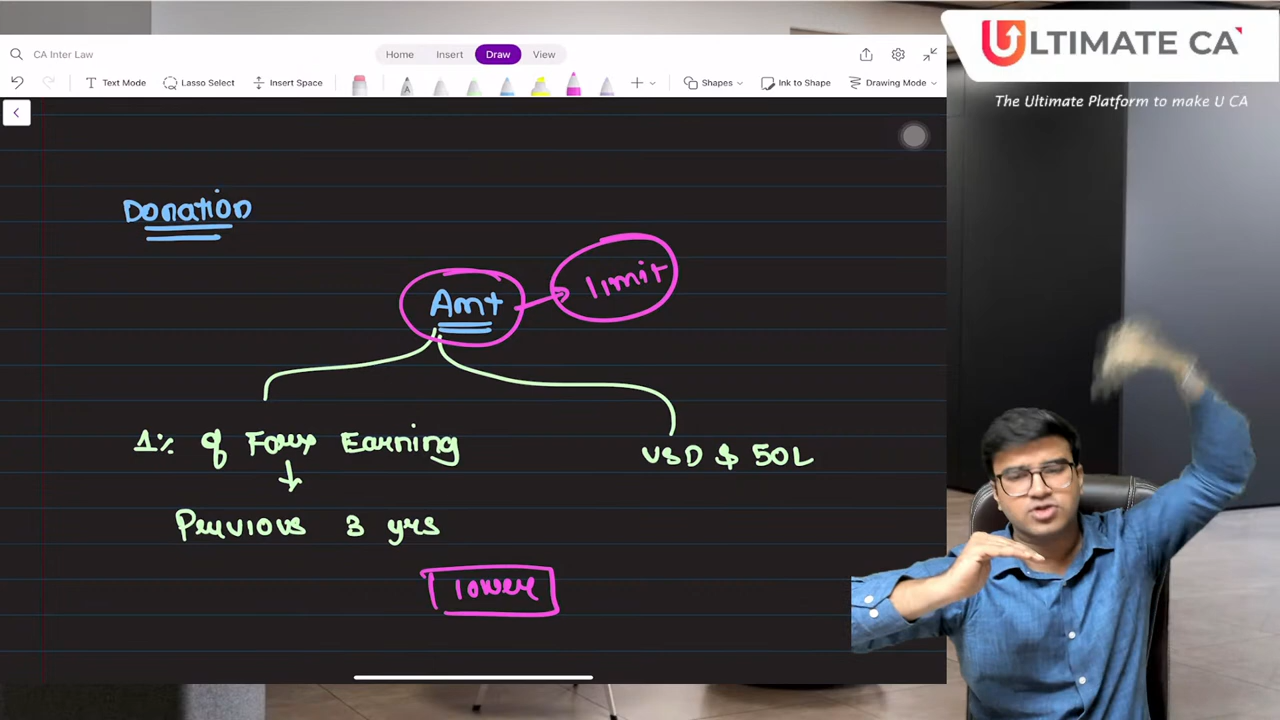 ULTIMATE CA
The Ultimate Platform to make U CA
CA Inter Law
Home Insert Draw View
Text Mode Lasso Select Insert Space Shapes Ink to Shape Drawing Mode
Donation
Amt
limit
1% of Forex Earning
USD $ 50L
Previous 3 yrs
lower